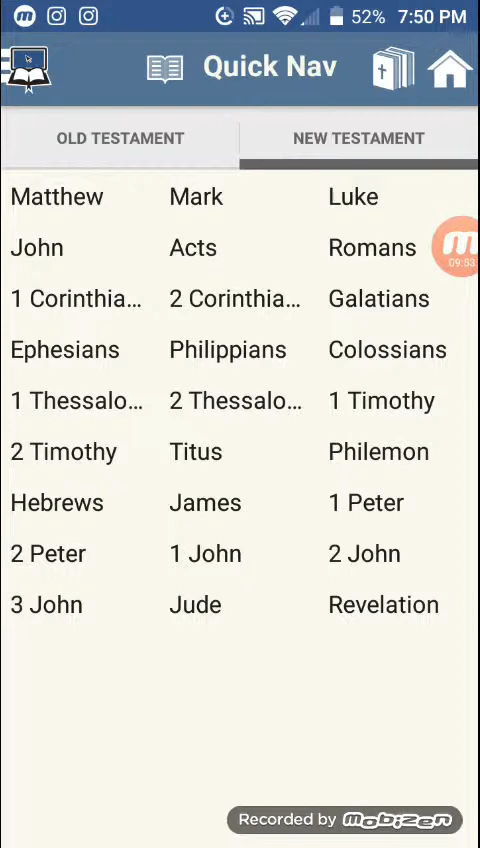 52% 7:50 PM
Quick Nav
OLD TESTAMENT NEW TESTAMENT
Matthew Mark Luke
John Acts Romans
09:53
1 Corinthia... 2 Corinthia... Galatians
Ephesians Philippians Colossians
1 Thessalo... 2 Thessalo... 1 Timothy
2 Timothy Titus Philemon
Hebrews James 1 Peter
2 Peter 1 John 2 John
3 John Jude Revelation
Recorded by mobizen